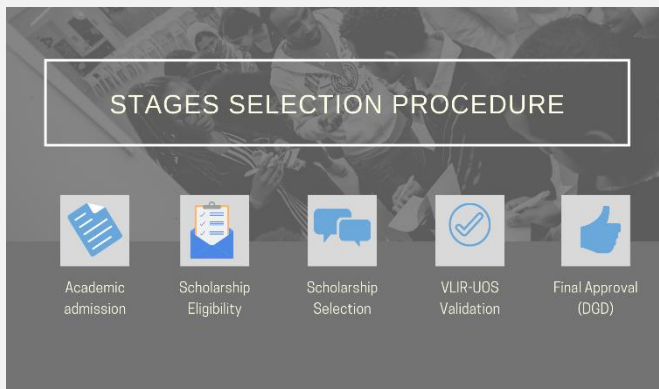 STAGES SELECTION PROCEDURE
Academic
admission
Scholarship
Eligibility
Scholarship
Selection
VLIR-UOS
Validation
Final Approval
(DGD)